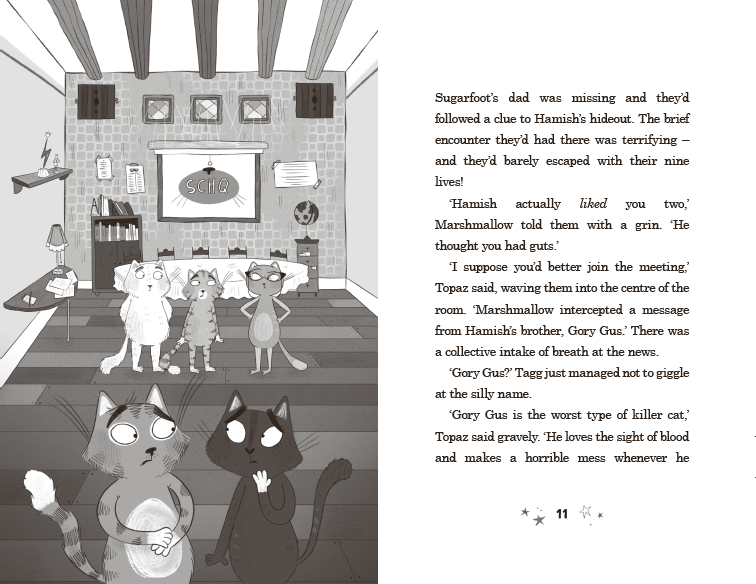 SCHQ
Sugarfoot’s dad was missing and they’d
followed a clue to Hamish’s hideout. The brief
encounter they’d had there was terrifying –
and they’d barely escaped with their nine
lives!
‘Hamish actually liked you two,’
Marshmallow told them with a grin. ‘He
thought you had guts.’
‘I suppose you’d better join the meeting,’
Topaz said, waving them into the centre of the
room. ‘Marshmallow intercepted a message
from Hamish’s brother, Gory Gus.’ There was
a collective intake of breath at the news.
‘Gory Gus?’ Tagg just managed not to giggle
at the silly name.
‘Gory Gus is the worst type of killer cat,’
Topaz said gravely. ‘He loves the sight of blood
and makes a horrible mess whenever he
11